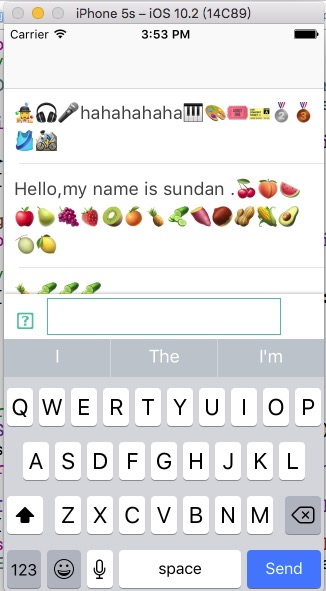 iPhone 5s – iOS 10.2 (14C89)
Carrier 3:53 PM
🤹🎧🎤hahahahaha🎹🎨🎟🎫🥈🥉
🎽🚵
Hello,my name is sundan .🍒🍑🍉
🍎🍐🍇🍓🥝🍊🍍🥒🍠🌰🥜🌽🥑
🍈🍋
🍍🥒🥒🥒
?
I The I'm
Q W E R T Y U I O P
A S D F G H J K L
Z X C V B N M
123 space Send